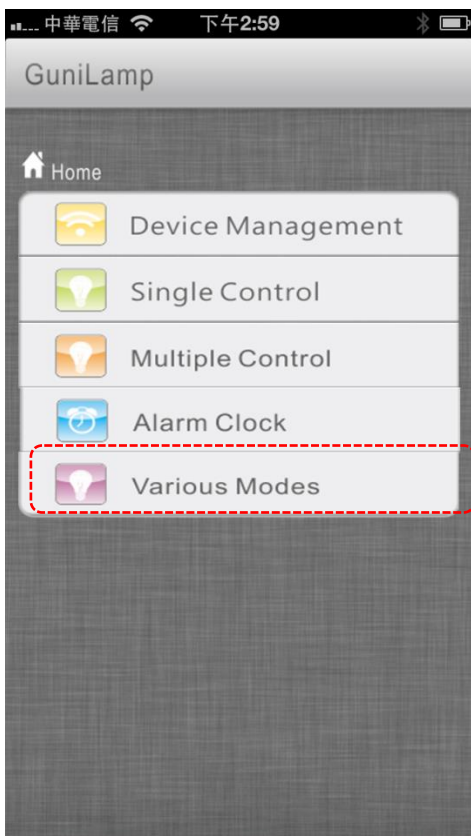 中華電信 下午2:59
GuniLamp
Home
Device Management
Single Control
Multiple Control
Alarm Clock
Various Modes